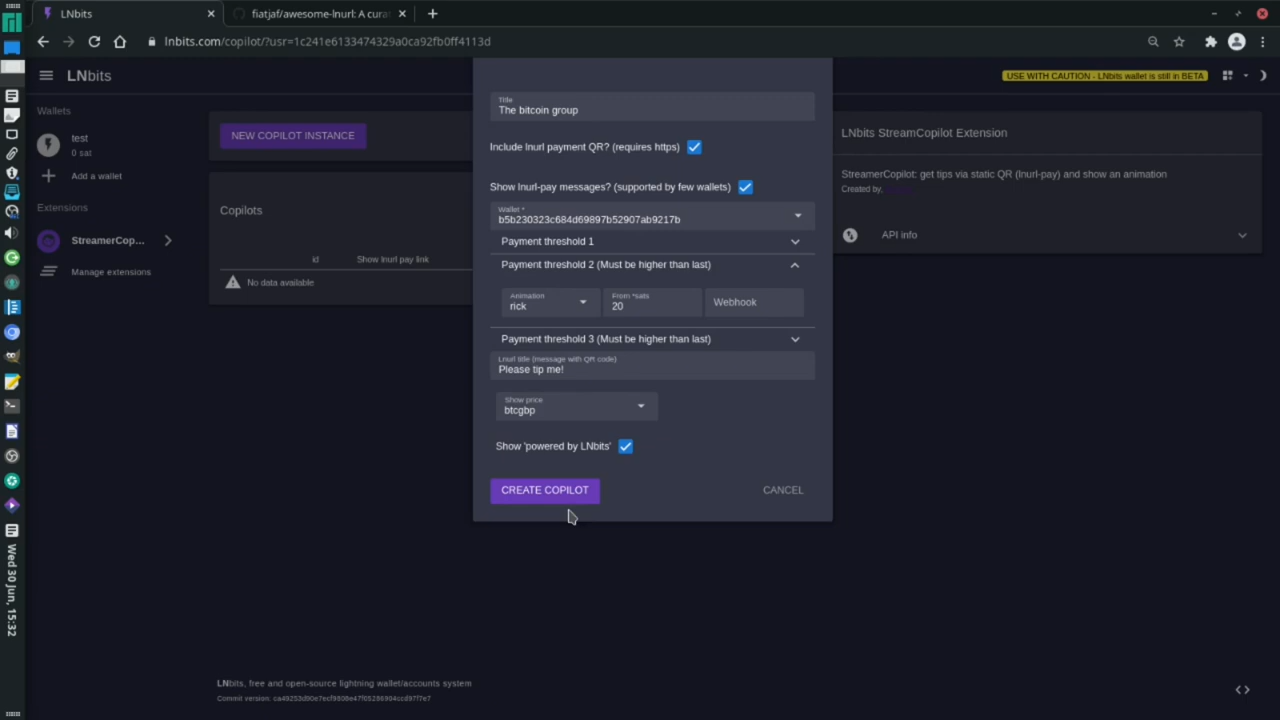 LNbits
fiatjaf/awesome-lnurl: A cura
lnbits.com/copilot/?usr=1c241e6133474329a0ca92fb0ff4113d
LNbits
USE WITH CAUTION - LNbits wallet is still in BETA
Wallets
test
0 sat
Add a wallet
Extensions
StreamerCop...
Manage extensions
NEW COPILOT INSTANCE
Copilots
id
Show lnurl pay link
No data available
Title
The bitcoin group
Include lnurl payment QR? (requires https)
Show lnurl-pay messages? (supported by few wallets)
Wallet *
b5b230323c684d69897b52907ab9217b
Payment threshold 1
Payment threshold 2 (Must be higher than last)
Animation
rick
From *sats
20
Webhook
Payment threshold 3 (Must be higher than last)
Lnurl title (message with QR code)
Please tip me!
Show price
btcgbp
Show 'powered by LNbits'
CREATE COPILOT
CANCEL
LNbits StreamCopilot Extension
StreamerCopilot: get tips via static QR (lnurl-pay) and show an animation
Created by,
API info
Wed 30 Jun, 15:32
LNbits, free and open-source lightning wallet/accounts system
Commit version: